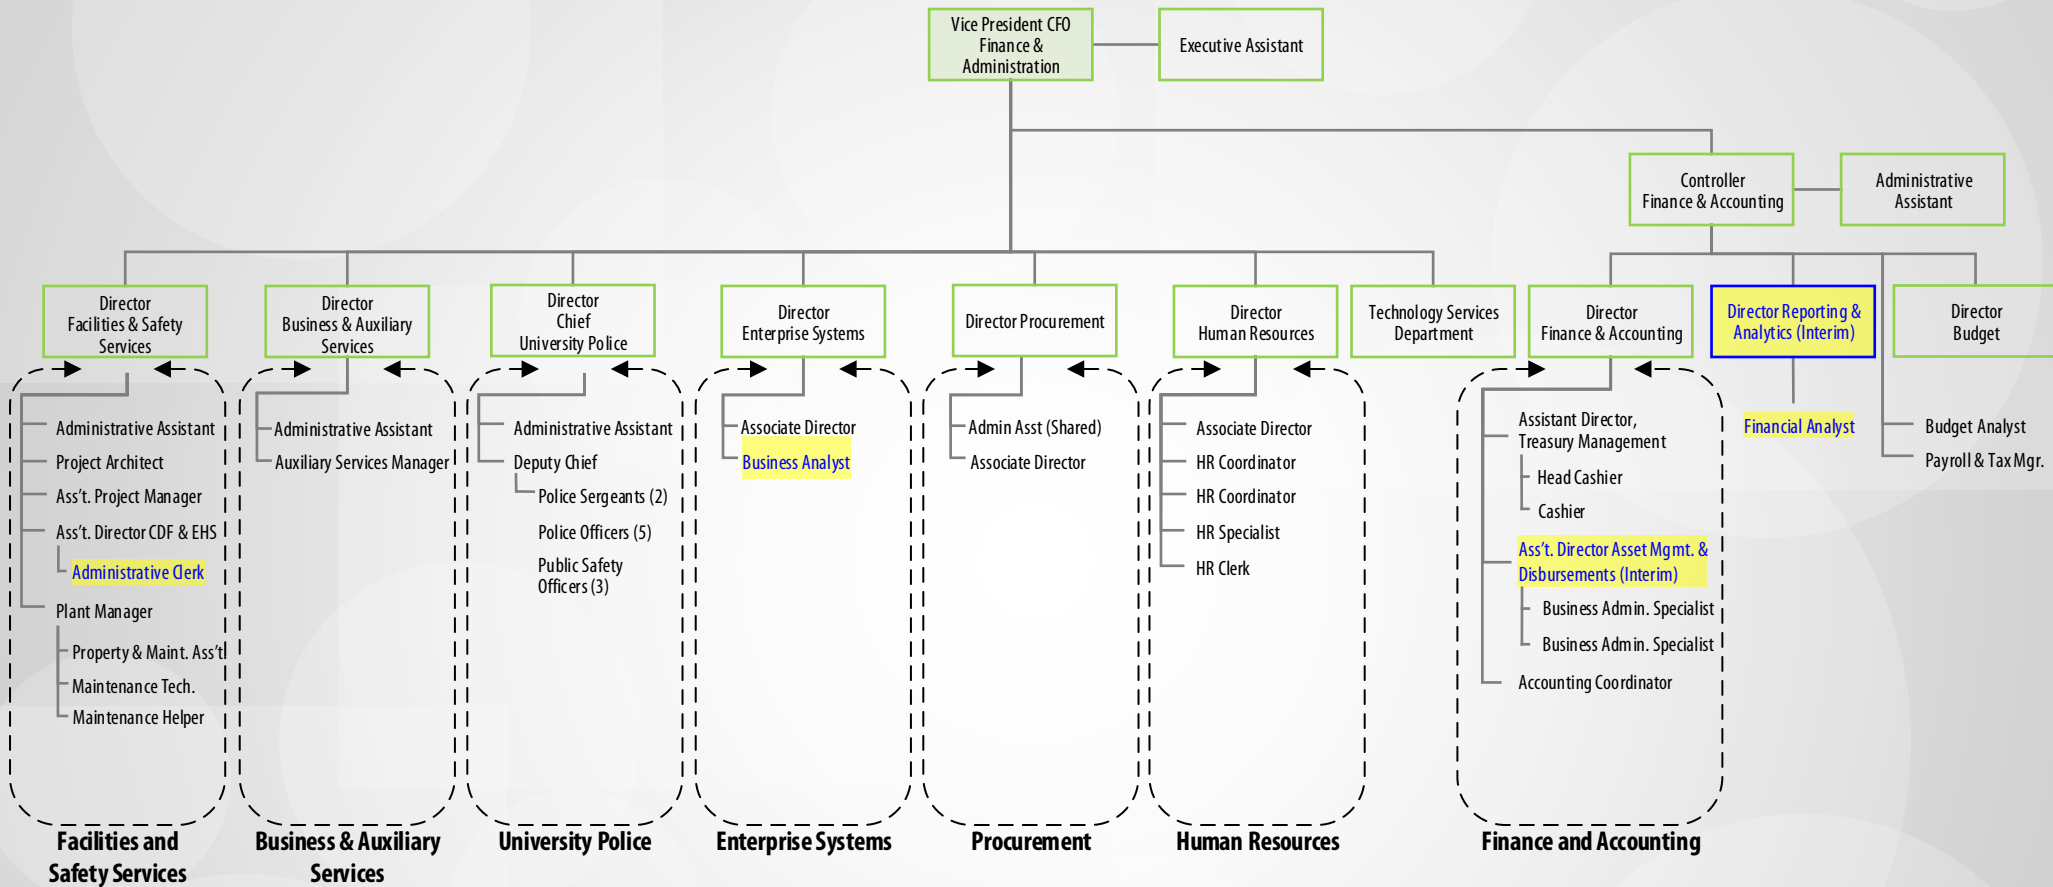 Vice President CFO
Finance &
Administration
Executive Assistant
Controller
Finance & Accounting
Administrative
Assistant
Director
Facilities & Safety
Services
Director
Business & Auxiliary
Services
Director
Chief
University Police
Director
Enterprise Systems
Director Procurement
Director
Human Resources
Technology Services
Department
Director
Finance & Accounting
Director Reporting &
Analytics (Interim)
Director
Budget
Administrative Assistant
Project Architect
Ass't. Project Manager
Ass't. Director CDF & EHS
Administrative Clerk
Plant Manager
Property & Maint. Ass't
Maintenance Tech.
Maintenance Helper
Administrative Assistant
Auxiliary Services Manager
Administrative Assistant
Deputy Chief
Police Sergeants (2)
Police Officers (5)
Public Safety
Officers (3)
Associate Director
Business Analyst
Admin Asst (Shared)
Associate Director
Associate Director
HR Coordinator
HR Coordinator
HR Specialist
HR Clerk
Assistant Director,
Treasury Management
Head Cashier
Cashier
Ass't. Director Asset Mgmt. &
Disbursements (Interim)
Business Admin. Specialist
Business Admin. Specialist
Accounting Coordinator
Financial Analyst
Budget Analyst
Payroll & Tax Mgr.
Facilities and
Safety Services
Business & Auxiliary
Services
University Police
Enterprise Systems
Procurement
Human Resources
Finance and Accounting